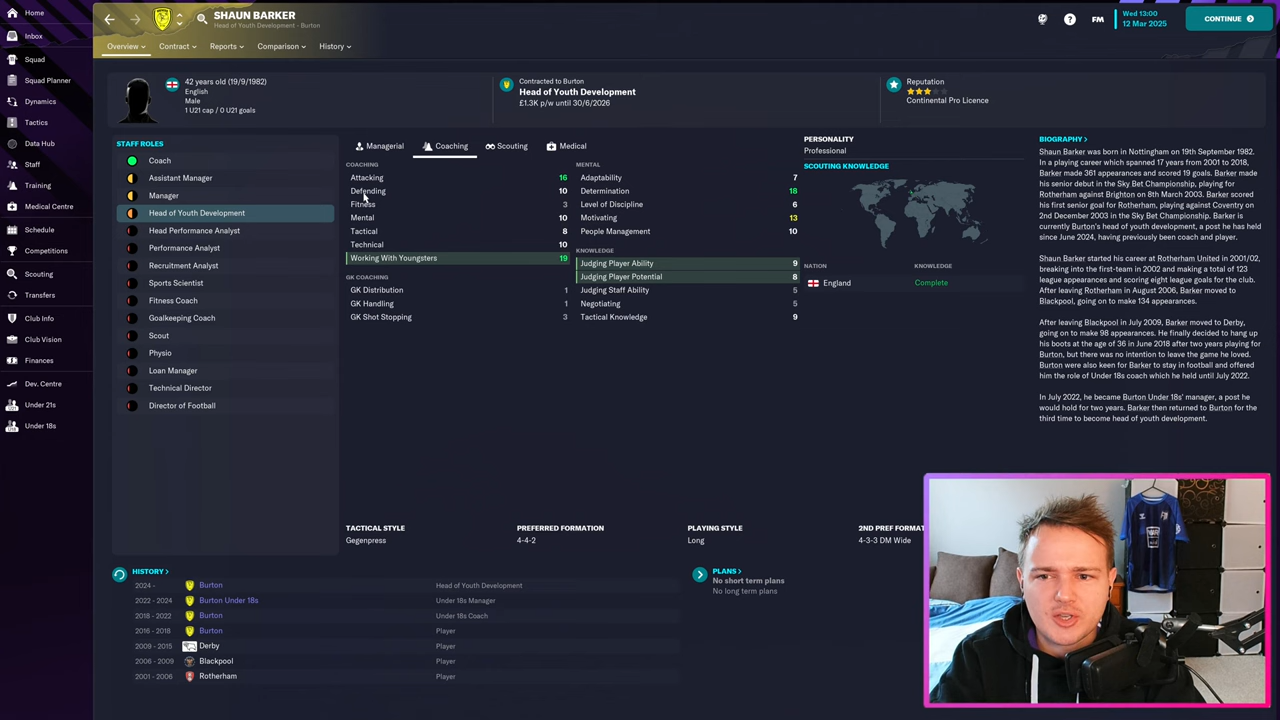 Home
Inbox
Squad
Squad Planner
Dynamics
Tactics
Data Hub
Staff
Training
Medical Centre
Schedule
Competitions
Scouting
Transfers
Club Info
Club Vision
Finances
Dev. Centre
Under 21s
Under 18s
SHAUN BARKER
Head of Youth Development - Burton
FM
Wed 13:00
12 Mar 2025
CONTINUE
Overview
Contract
Reports
Comparison
History
42 years old (19/9/1982)
English
Male
1 U21 cap / 0 U21 goals
Contracted to Burton
Head of Youth Development
£1.3K p/w until 30/6/2026
Reputation
Continental Pro Licence
STAFF ROLES
Coach
Assistant Manager
Manager
Head of Youth Development
Head Performance Analyst
Performance Analyst
Recruitment Analyst
Sports Scientist
Fitness Coach
Goalkeeping Coach
Scout
Physio
Loan Manager
Technical Director
Director of Football
Managerial
Coaching
Scouting
Medical
COACHING
Attacking 16
Defending 10
Fitness 3
Mental 10
Tactical 8
Technical 10
Working With Youngsters 19
GK COACHING
GK Distribution 1
GK Handling 1
GK Shot Stopping 3
MENTAL
Adaptability 7
Determination 18
Level of Discipline 6
Motivating 13
People Management 10
KNOWLEDGE
Judging Player Ability 9
Judging Player Potential 8
Judging Staff Ability 5
Negotiating 5
Tactical Knowledge 9
PERSONALITY
Professional
SCOUTING KNOWLEDGE
NATION KNOWLEDGE
England Complete
BIOGRAPHY >
Shaun Barker was born in Nottingham on 19th September 1982.
In a playing career which spanned 17 years from 2001 to 2018,
Barker made 361 appearances and scored 19 goals. Barker
made his senior debut in the Sky Bet Championship, playing for
Rotherham against Brighton on 8th March 2003. Barker scored
his first senior goal for Rotherham, playing against Coventry on
2nd December 2003 in the Sky Bet Championship. Barker is
currently Burton's head of youth development, a post he has
held since June 2024, having previously been coach and player.
Shaun Barker started his career at Rotherham United in 2001/02,
breaking into the first-team in 2002 and making a total of 123
league appearances and scoring eight league goals for the club.
After leaving Rotherham in August 2006, Barker moved to
Blackpool, going on to make 134 appearances.
After leaving Blackpool in July 2009, Barker moved to Derby,
going on to make 98 appearances. He finally decided to hang up
his boots at the age of 36 in June 2018 after two years playing for
Burton, but there was no intention to leave the game he loved.
Burton were also keen for Barker to stay in football and offered
him the role of Under 18s coach which he held until July 2022.
In July 2022, he became Burton Under 18s' manager, a post he
would hold for two years. Barker then returned to Burton for the
third time to become head of youth development.
TACTICAL STYLE
Gegenpress
PREFERRED FORMATION
4-4-2
PLAYING STYLE
Long
2ND PREF FORMAT
4-3-3 DM Wide
HISTORY >
2024 - Burton Head of Youth Development
2022 - 2024 Burton Under 18s Under 18s Manager
2018 - 2022 Burton Under 18s Coach
2016 - 2018 Burton Player
2009 - 2015 Derby Player
2006 - 2009 Blackpool Player
2001 - 2006 Rotherham Player
PLANS >
No short term plans
No long term plans